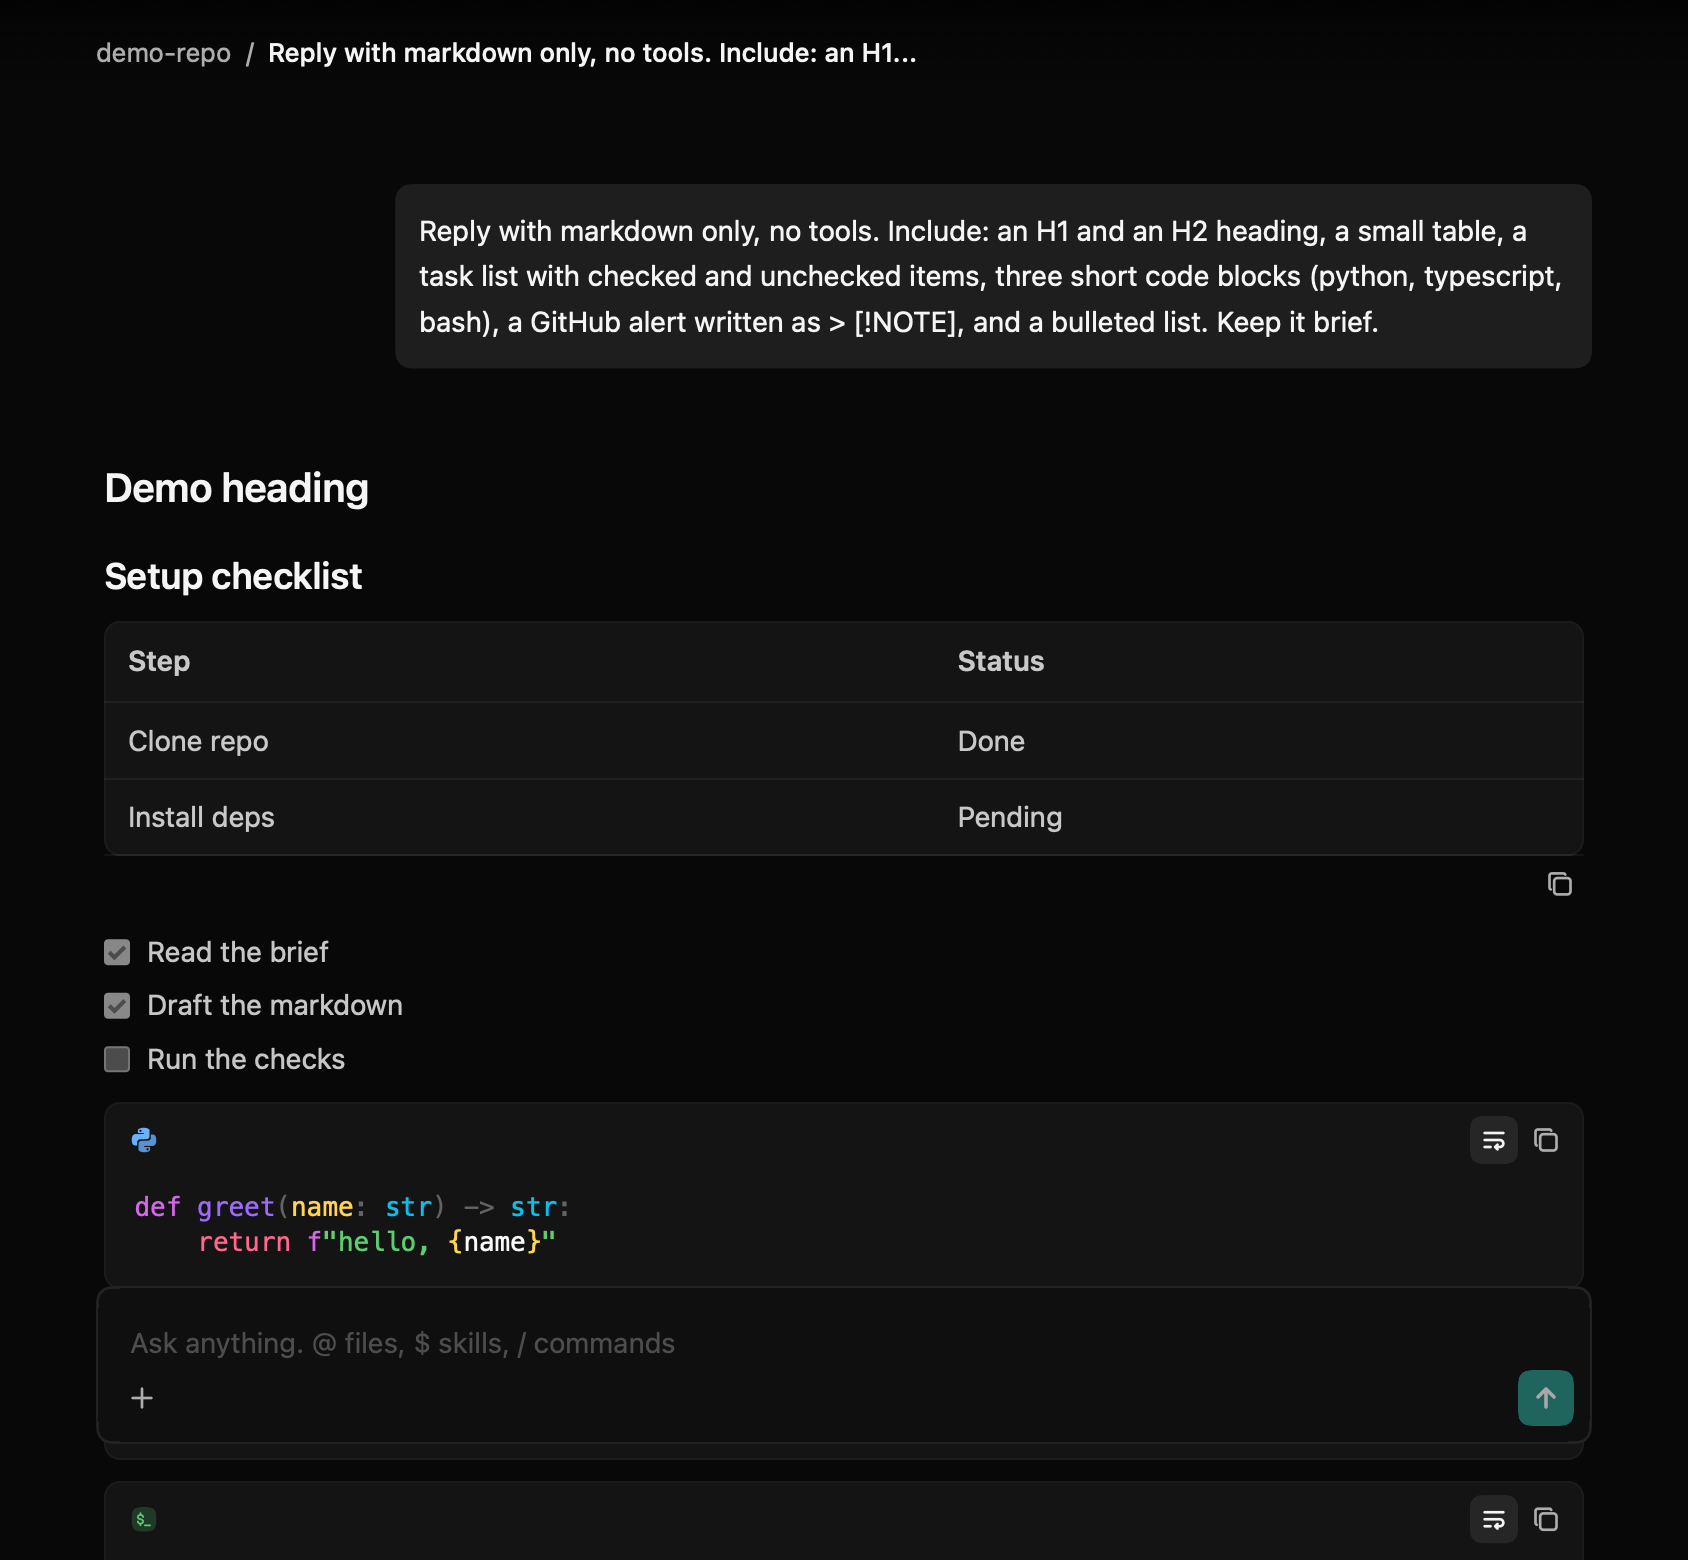 demo-repo / Reply with markdown only, no tools. Include: an H1...
Reply with markdown only, no tools. Include: an H1 and an H2 heading, a small table, a
task list with checked and unchecked items, three short code blocks (python, typescript,
bash), a GitHub alert written as > [!NOTE], and a bulleted list. Keep it brief.
Demo heading
Setup checklist
Step Status
Clone repo Done
Install deps Pending
Read the brief
Draft the markdown
Run the checks
def greet(name: str) -> str:
    return f"hello, {name}"
Ask anything. @ files, $ skills, / commands
$_